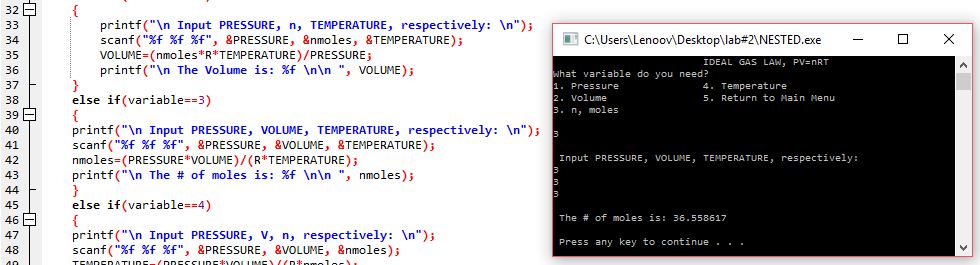 32 {
33 printf("\n Input PRESSURE, n, TEMPERATURE, respectively: \n");
34 scanf("%f %f %f", &PRESSURE, &nmoles, &TEMPERATURE);
35 VOLUME=(nmoles*R*TEMPERATURE)/PRESSURE;
36 printf("\n The Volume is: %f \n\n ", VOLUME);
37 }
38 else if(variable==3)
39 {
40 printf("\n Input PRESSURE, VOLUME, TEMPERATURE, respectively: \n");
41 scanf("%f %f %f", &PRESSURE, &VOLUME, &TEMPERATURE);
42 nmoles=(PRESSURE*VOLUME)/(R*TEMPERATURE);
43 printf("\n The # of moles is: %f \n\n ", nmoles);
44 }
45 else if(variable==4)
46 {
47 printf("\n Input PRESSURE, V, n, respectively: \n");
48 scanf("%f %f %f", &PRESSURE, &VOLUME, &nmoles);
49 TEMPERATURE=(PRESSURE*VOLUME)/(R*nmoles);
C:\Users\Lenoov\Desktop\lab#2\NESTED.exe
IDEAL GAS LAW, PV=nRT
What variable do you need?
1. Pressure 4. Temperature
2. Volume 5. Return to Main Menu
3. n, moles
3
Input PRESSURE, VOLUME, TEMPERATURE, respectively:
3
3
3
The # of moles is: 36.558617
Press any key to continue . . .